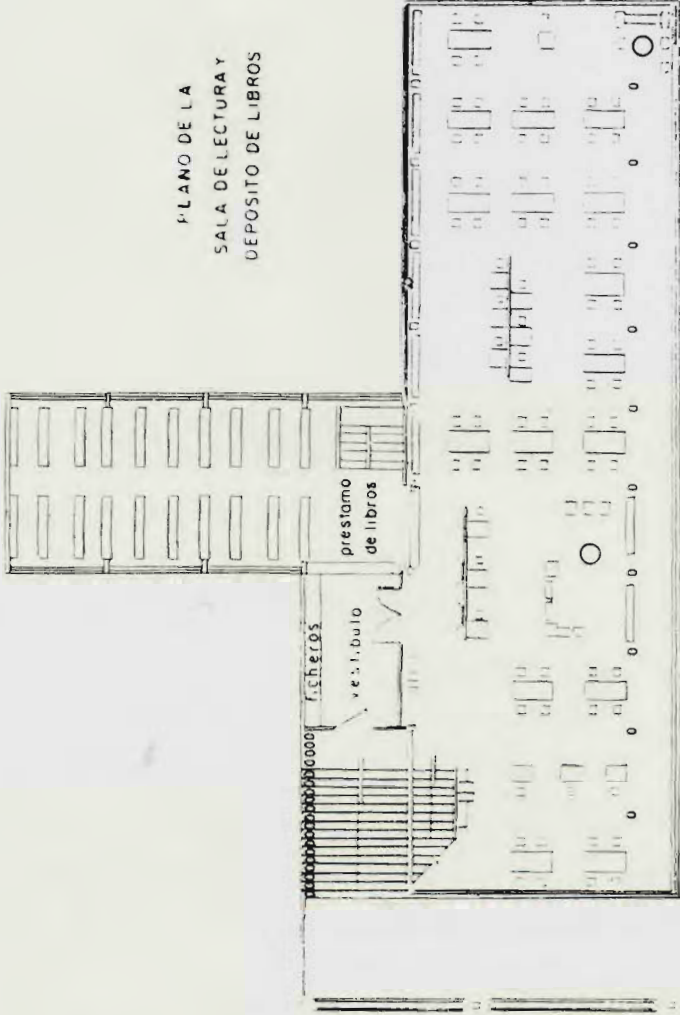 PLANO DE LA
SALA DE LECTURA Y
DEPOSITO DE LIBROS
prestamo
de libros
ficheros
vestibulo